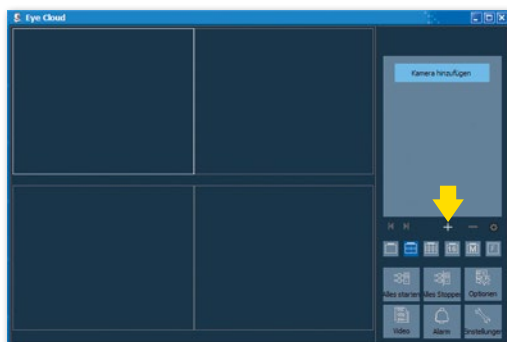 Eye Cloud
Kamera hinzufügen
Alles starten
Alles Stoppen
Optionen
Video
Alarm
Einstellungen